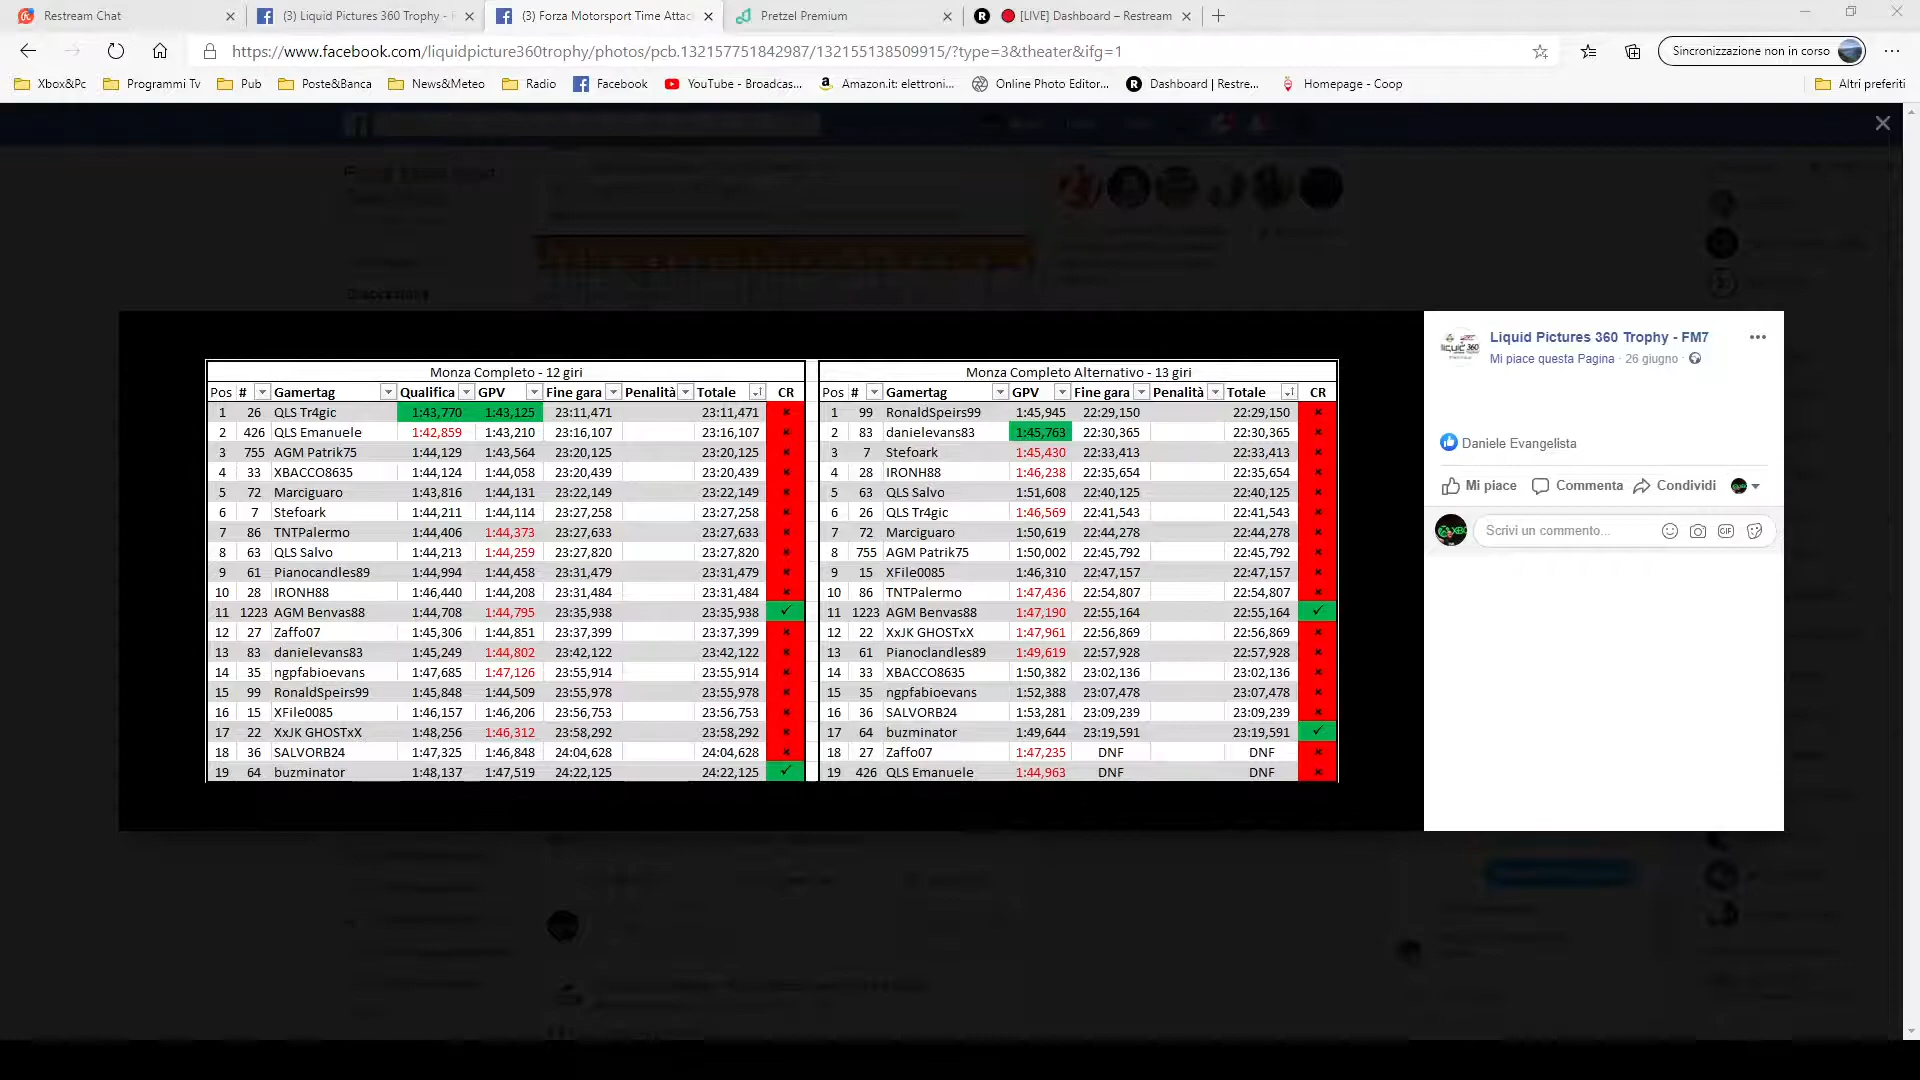 Restream Chat
(3) Liquid Pictures 360 Trophy -
(3) Forza Motorsport Time Attac
Pretzel Premium
R [LIVE] Dashboard – Restream
https://www.facebook.com/liquidpicture360trophy/photos/pcb.132157751842987/132155138509915/?type=3&theater&ifg=1
Sincronizzazione non in corso
Xbox&Pc Programmi Tv Pub Poste&Banca News&Meteo Radio Facebook YouTube - Broadcas... Amazon.it: elettroni... Online Photo Editor... Dashboard | Restre... Homepage - Coop Altri preferiti
Monza Completo - 12 giri
Pos # Gamertag Qualifica GPV Fine gara Penalità Totale CR
1 26 QLS Tr4gic 1:43,770 1:43,125 23:11,471 23:11,471
2 426 QLS Emanuele 1:42,859 1:43,210 23:16,107 23:16,107
3 755 AGM Patrik75 1:44,129 1:43,564 23:20,125 23:20,125
4 33 XBACCO8635 1:44,124 1:44,058 23:20,439 23:20,439
5 72 Marciguaro 1:43,816 1:44,131 23:22,149 23:22,149
6 7 Stefoark 1:44,211 1:44,114 23:27,258 23:27,258
7 86 TNTPalermo 1:44,406 1:44,373 23:27,633 23:27,633
8 63 QLS Salvo 1:44,213 1:44,259 23:27,820 23:27,820
9 61 Pianocandles89 1:44,994 1:44,458 23:31,479 23:31,479
10 28 IRONH88 1:46,440 1:44,208 23:31,484 23:31,484
11 1223 AGM Benvas88 1:44,708 1:44,795 23:35,938 23:35,938
12 27 Zaffo07 1:45,306 1:44,851 23:37,399 23:37,399
13 83 danielevans83 1:45,249 1:44,802 23:42,122 23:42,122
14 35 ngpfabioevans 1:47,685 1:47,126 23:55,914 23:55,914
15 99 RonaldSpeirs99 1:45,848 1:44,509 23:55,978 23:55,978
16 15 XFile0085 1:46,157 1:46,206 23:56,753 23:56,753
17 22 XxJK GHOSTxX 1:48,256 1:46,312 23:58,292 23:58,292
18 36 SALVORB24 1:47,325 1:46,848 24:04,628 24:04,628
19 64 buzminator 1:48,137 1:47,519 24:22,125 24:22,125
Monza Completo Alternativo - 13 giri
Pos # Gamertag GPV Fine gara Penalità Totale CR
1 99 RonaldSpeirs99 1:45,945 22:29,150 22:29,150
2 83 danielevans83 1:45,763 22:30,365 22:30,365
3 7 Stefoark 1:45,430 22:33,413 22:33,413
4 28 IRONH88 1:46,238 22:35,654 22:35,654
5 63 QLS Salvo 1:51,608 22:40,125 22:40,125
6 26 QLS Tr4gic 1:46,569 22:41,543 22:41,543
7 72 Marciguaro 1:50,619 22:44,278 22:44,278
8 755 AGM Patrik75 1:50,002 22:45,792 22:45,792
9 15 XFile0085 1:46,310 22:47,157 22:47,157
10 86 TNTPalermo 1:47,436 22:54,807 22:54,807
11 1223 AGM Benvas88 1:47,190 22:55,164 22:55,164
12 22 XxJK GHOSTxX 1:47,961 22:56,869 22:56,869
13 61 Pianoclandles89 1:49,619 22:57,928 22:57,928
14 33 XBACCO8635 1:50,382 23:02,136 23:02,136
15 35 ngpfabioevans 1:52,388 23:07,478 23:07,478
16 36 SALVORB24 1:53,281 23:09,239 23:09,239
17 64 buzminator 1:49,644 23:19,591 23:19,591
18 27 Zaffo07 1:47,235 DNF DNF
19 426 QLS Emanuele 1:44,963 DNF DNF
Liquid Pictures 360 Trophy - FM7
Mi piace questa Pagina · 26 giugno ·
Daniele Evangelista
Mi piace Commenta Condividi
Scrivi un commento...
GIF